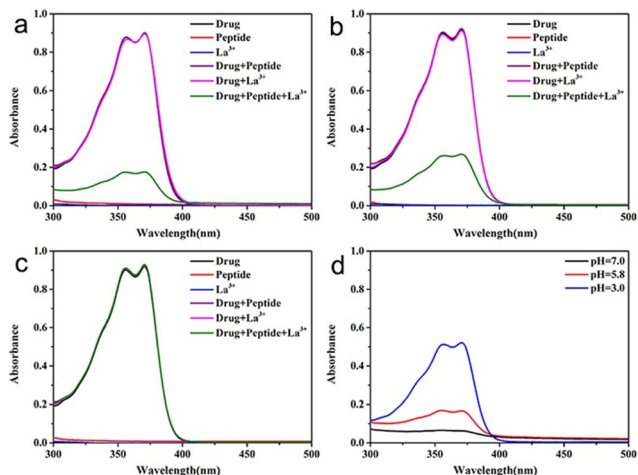 a
Drug
Peptide
La³⁺
Drug+Peptide
Drug+La³⁺
Drug+Peptide+La³⁺
1.0
0.8
0.6
0.4
0.2
0.0
Absorbance
300 350 400 450 500
Wavelength(nm)
b
Drug
Peptide
La³⁺
Drug+Peptide
Drug+La³⁺
Drug+Peptide+La³⁺
1.0
0.8
0.6
0.4
0.2
0.0
Absorbance
300 350 400 450 500
Wavelength(nm)
c
Drug
Peptide
La³⁺
Drug+Peptide
Drug+La³⁺
Drug+Peptide+La³⁺
1.0
0.8
0.6
0.4
0.2
0.0
Absorbance
300 350 400 450 500
Wavelength(nm)
d
pH=7.0
pH=5.8
pH=3.0
1.0
0.8
0.6
0.4
0.2
0.0
Absorbance
300 350 400 450 500
Wavelength(nm)